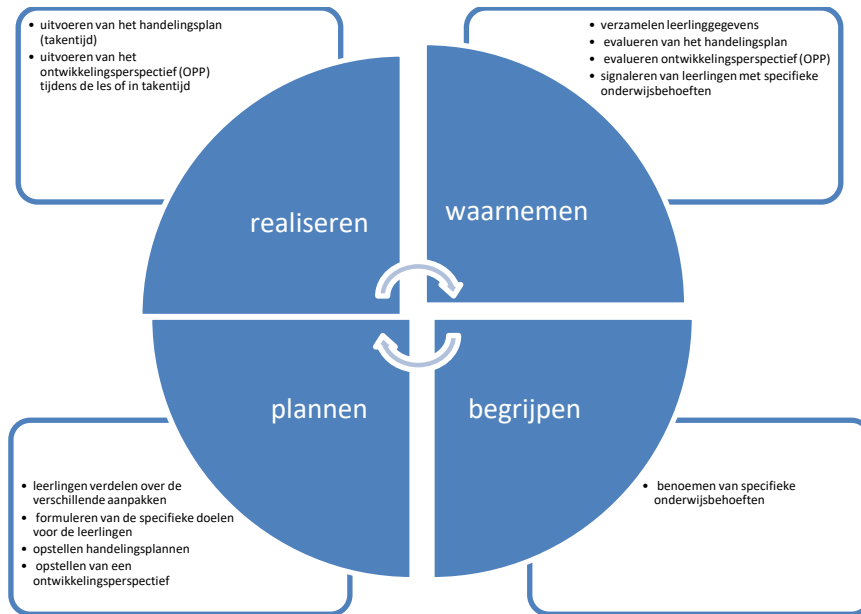 • uitvoeren van het handelingsplan
(takentijd)
• uitvoeren van het
ontwikkelingsperspectief (OPP)
tijdens de les of in takentijd
• verzamelen leerlinggegevens
• evalueren van het handelingsplan
• evalueren ontwikkelingsperspectief (OPP)
• signaleren van leerlingen met specifieke
onderwijsbehoeften
realiseren
waarnemen
plannen
begrijpen
• leerlingen verdelen over de
verschillende aanpakken
• formuleren van de specifieke doelen
voor de leerlingen
• opstellen handelingsplannen
• opstellen van een
ontwikkelingsperspectief
• benoemen van specifieke
onderwijsbehoeften